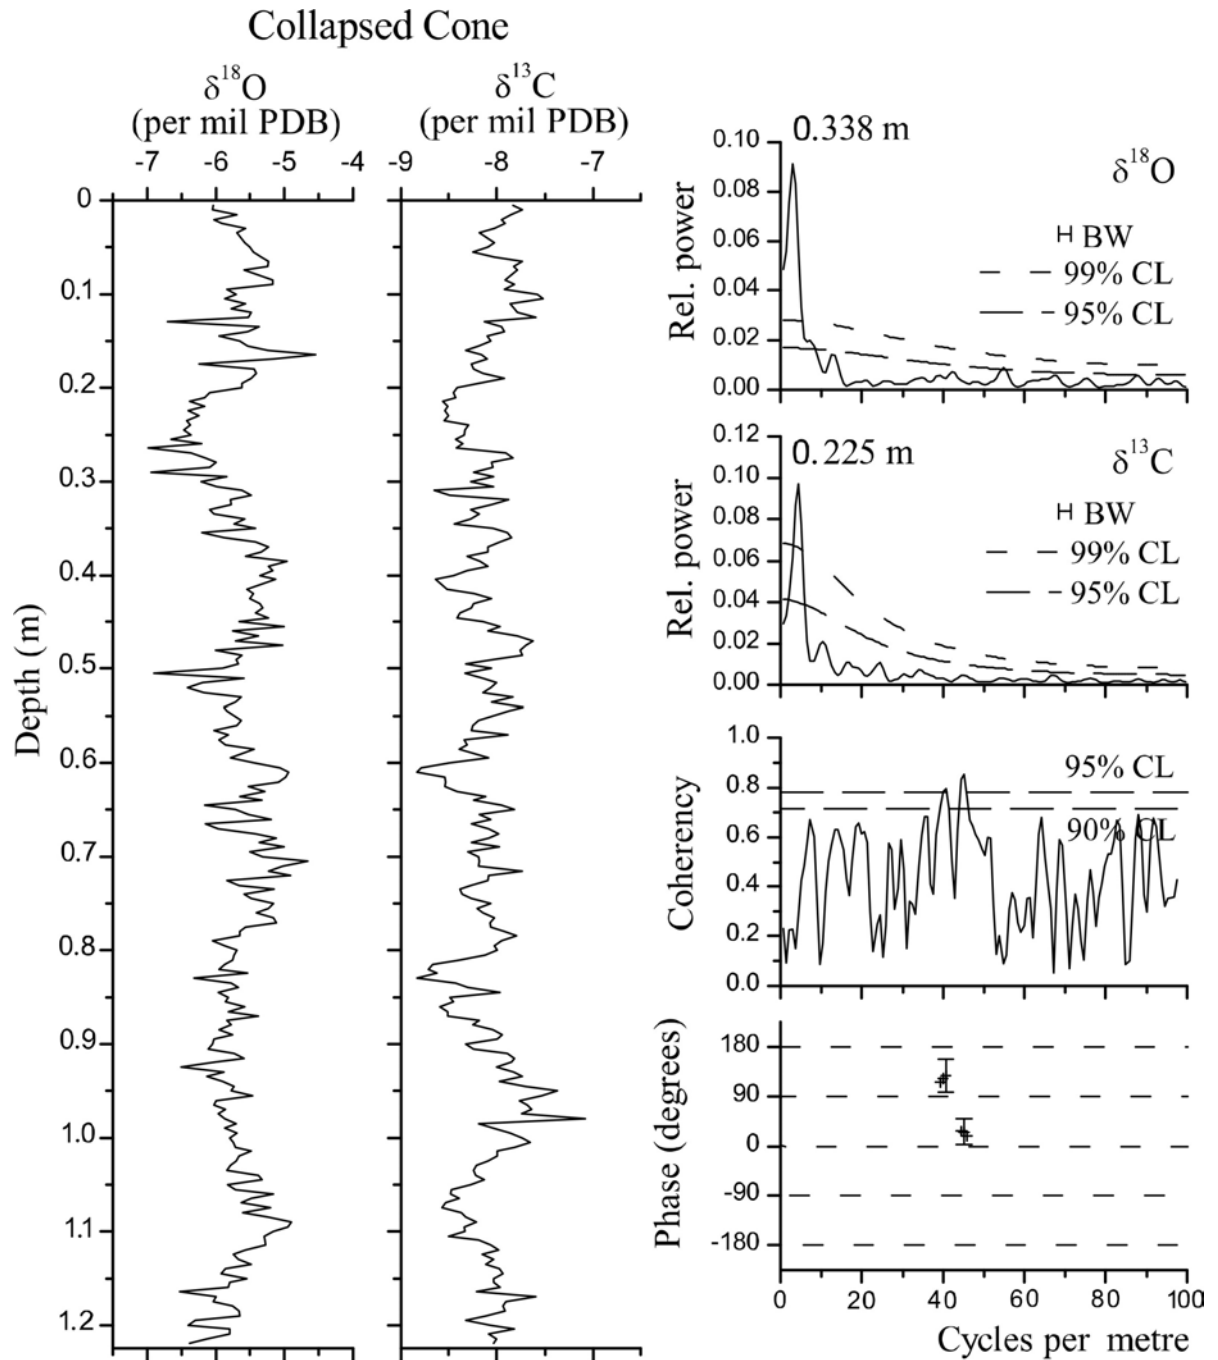 Collapsed Cone
δ18O
(per mil PDB)
-7 -6 -5 -4
δ13C
(per mil PDB)
-9 -8 -7
Depth (m)
0
0.1
0.2
0.3
0.4
0.5
0.6
0.7
0.8
0.9
1.0
1.1
1.2
0.338 m
δ18O
Rel. power
0.10
0.08
0.06
0.04
0.02
0.00
BW
99% CL
95% CL
0.225 m
δ13C
Rel. power
0.12
0.10
0.08
0.06
0.04
0.02
0.00
BW
99% CL
95% CL
Coherency
1.0
0.8
0.6
0.4
0.2
0.0
95% CL
90% CL
Phase (degrees)
180
90
0
-90
-180
0 20 40 60 80 100
Cycles per metre